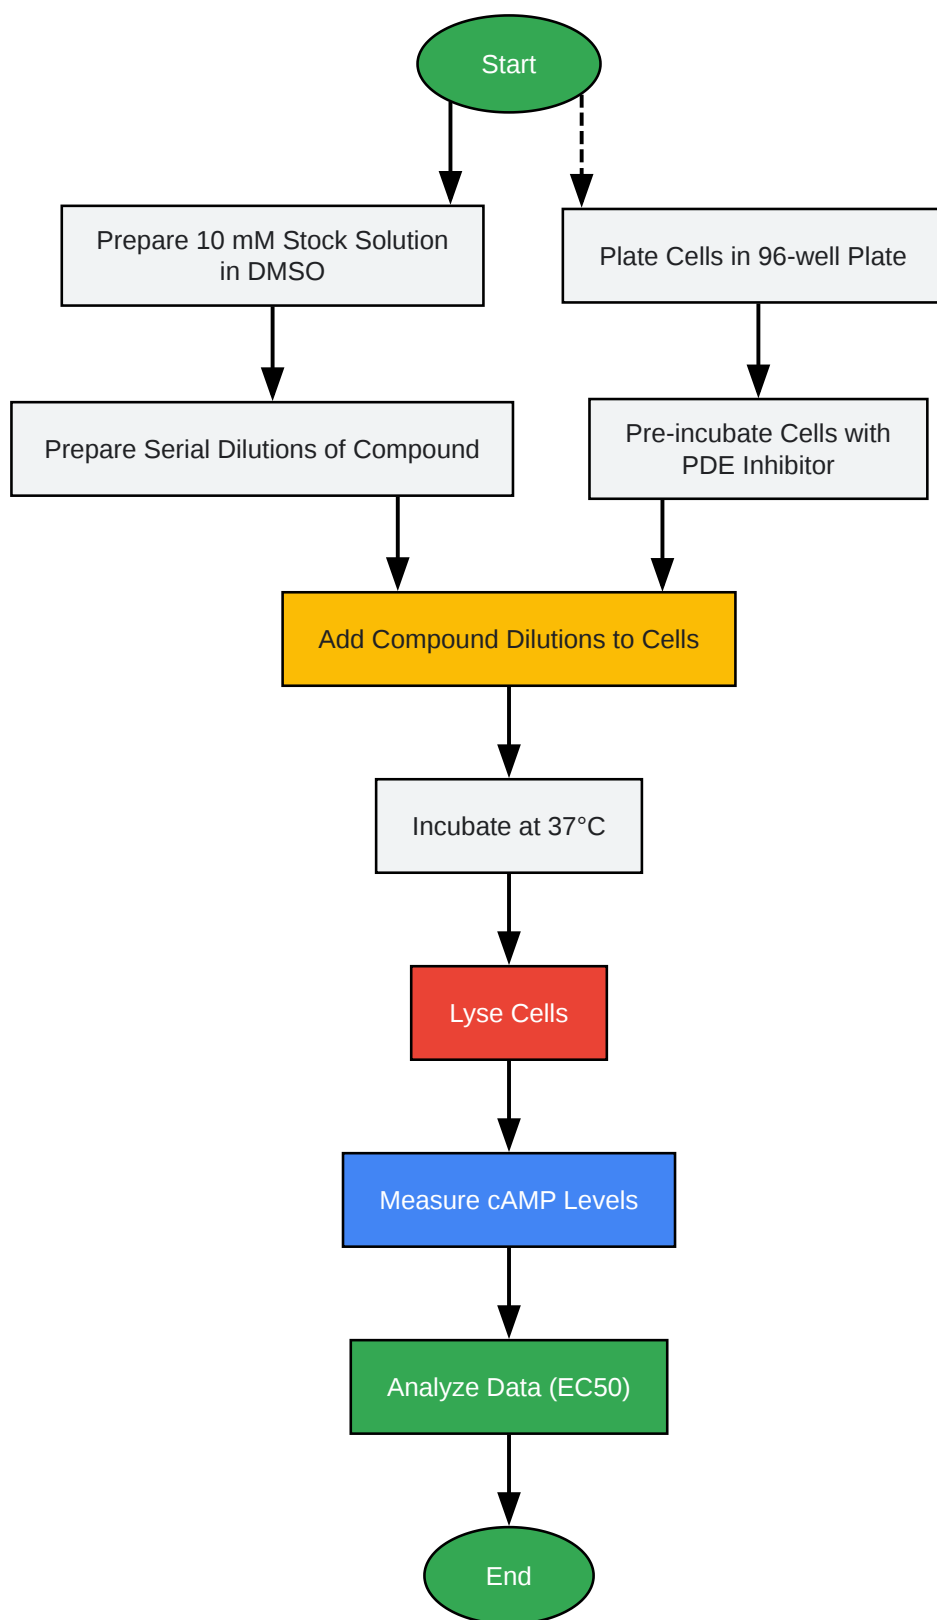 Start
Prepare 10 mM Stock Solution
in DMSO
Plate Cells in 96-well Plate
Prepare Serial Dilutions of Compound
Pre-incubate Cells with
PDE Inhibitor
Add Compound Dilutions to Cells
Incubate at 37°C
Lyse Cells
Measure cAMP Levels
Analyze Data (EC50)
End